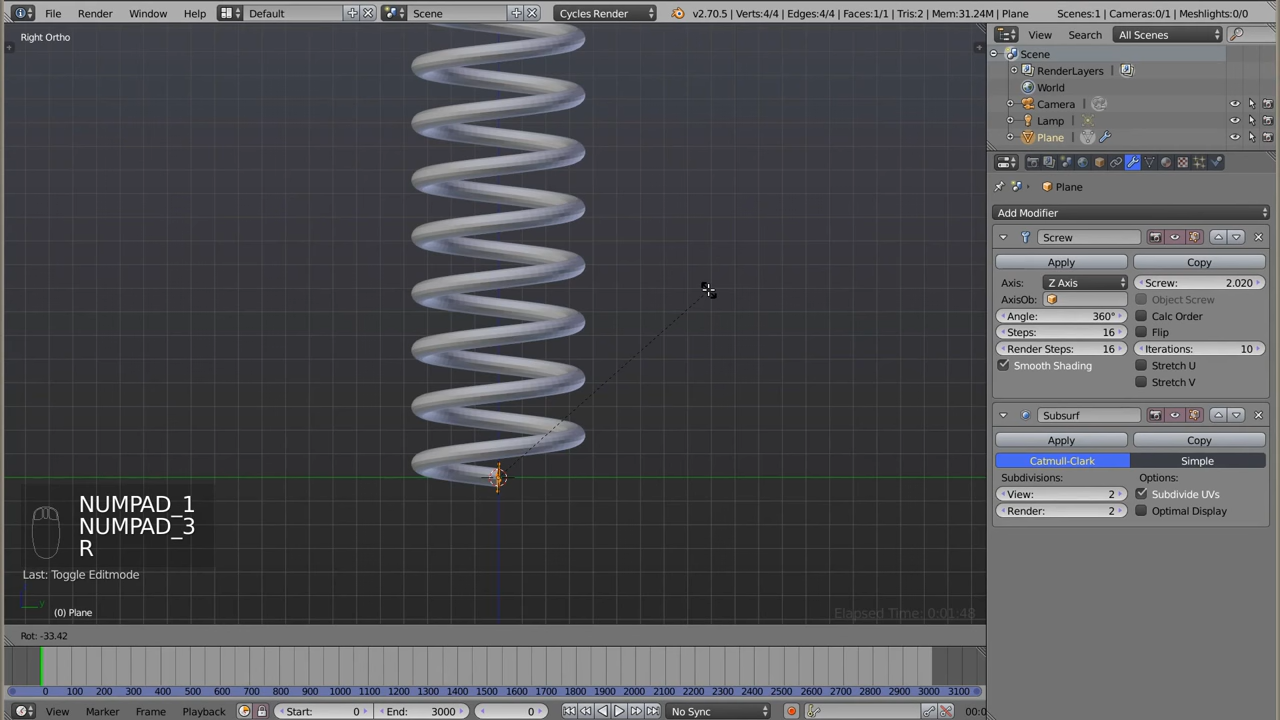 File Render Window Help Default Scene Cycles Render v2.70.5 | Verts:4/4 | Edges:4/4 | Faces:1/1 | Tris:2 | Mem:31.24M | Plane Scenes:1 | Cameras:0/1 | Meshlights:0/0
Right Ortho
View Search All Scenes
Scene
RenderLayers
World
Camera
Lamp
Plane
Plane
Add Modifier
Screw
Apply Copy
Axis: Z Axis Screw: 2.020
AxisOb: Object Screw
Angle: 360° Calc Order
Steps: 16 Flip
Render Steps: 16 Iterations: 10
Smooth Shading Stretch U
Stretch V
Subsurf
Apply Copy
Catmull-Clark Simple
Subdivisions: Options:
View: 2 Subdivide UVs
Render: 2 Optimal Display
NUMPAD_1
NUMPAD_3
R
Last: Toggle Editmode
(0) Plane
Elapsed Time: 0:01:48
Rot: -33.42
0 100 200 300 400 500 600 700 800 900 1000 1100 1200 1300 1400 1500 1600 1700 1800 1900 2000 2100 2200 2300 2400 2500 2600 2700 2800 2900 3000 3100
View Marker Frame Playback Start: 0 End: 3000 0 No Sync 00:0